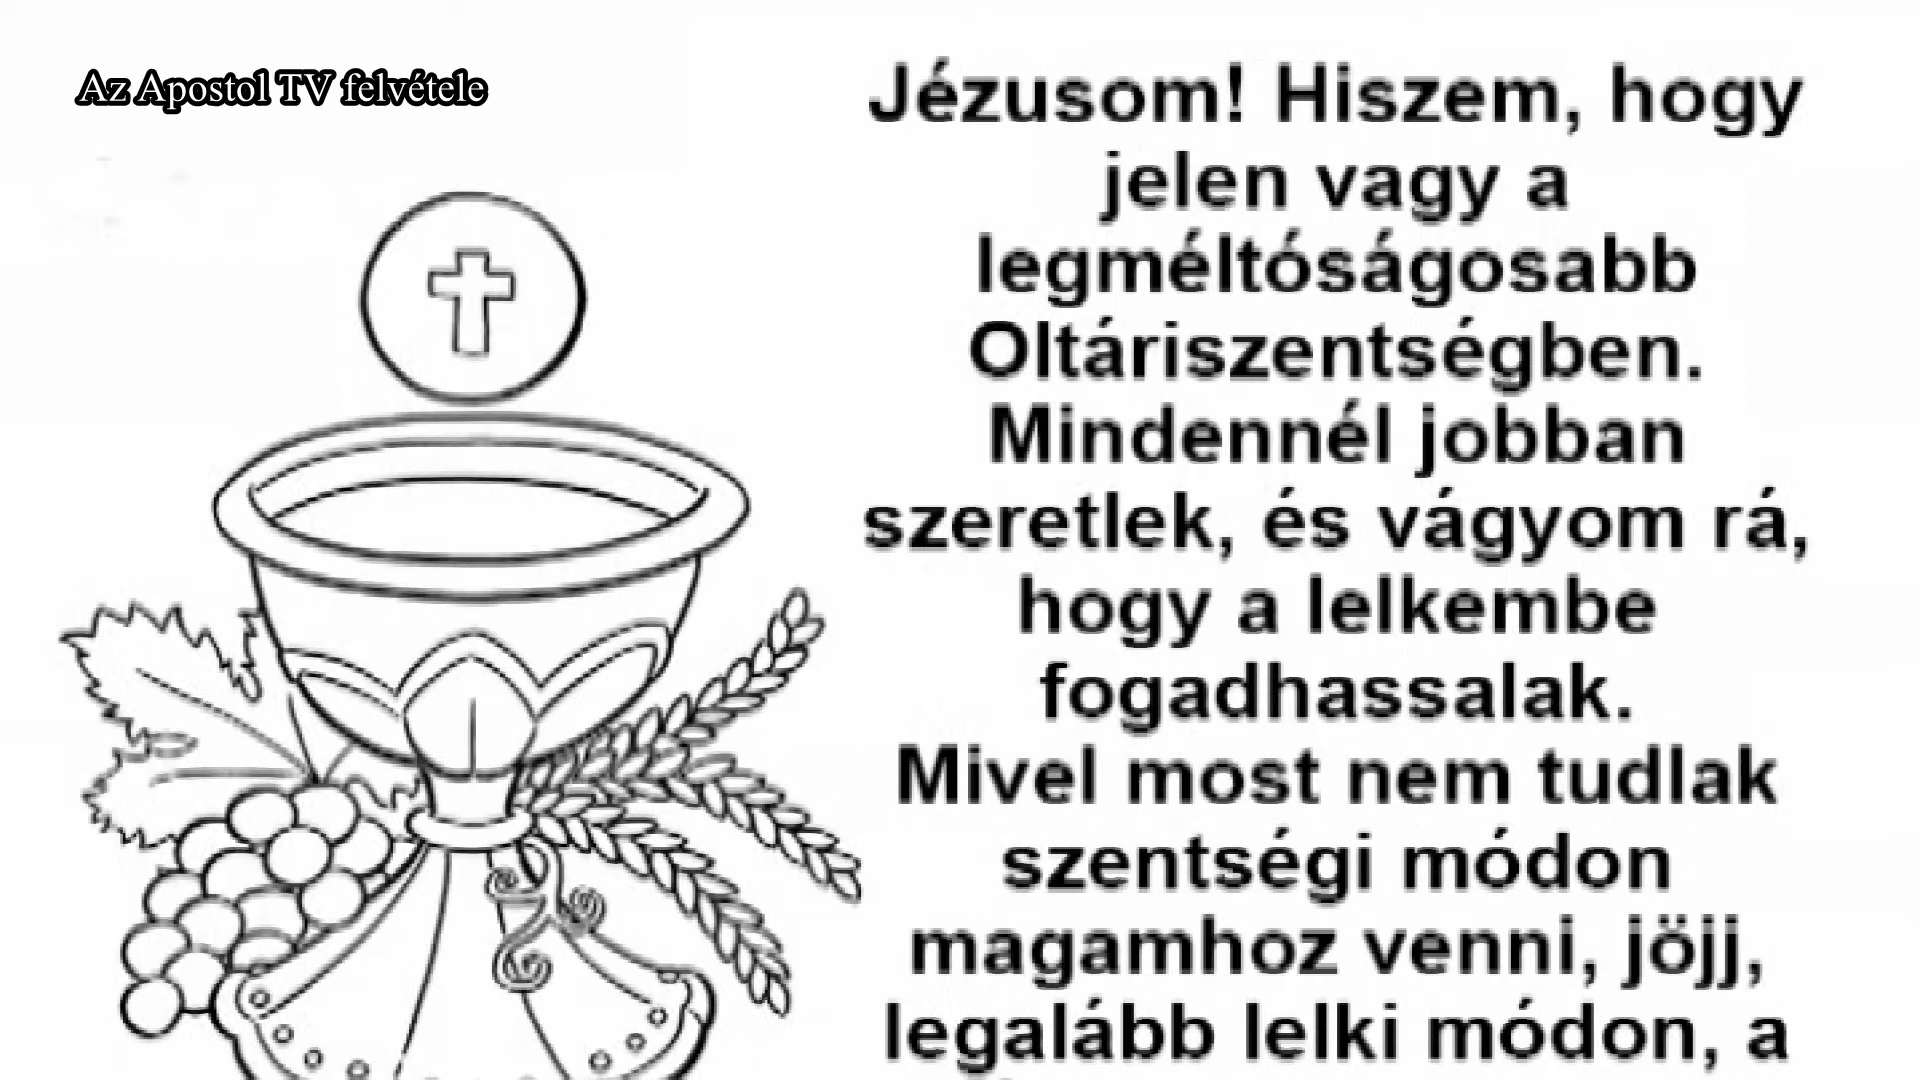 Az Apostol TV felvétele
Jézusom! Hiszem, hogy
jelen vagy a
legméltóságosabb
Oltáriszentségben.
Mindennél jobban
szeretlek, és vágyom rá,
hogy a lelkembe
fogadhassalak.
Mivel most nem tudlak
szentségi módon
magamhoz venni, jöjj,
legalább lelki módon, a